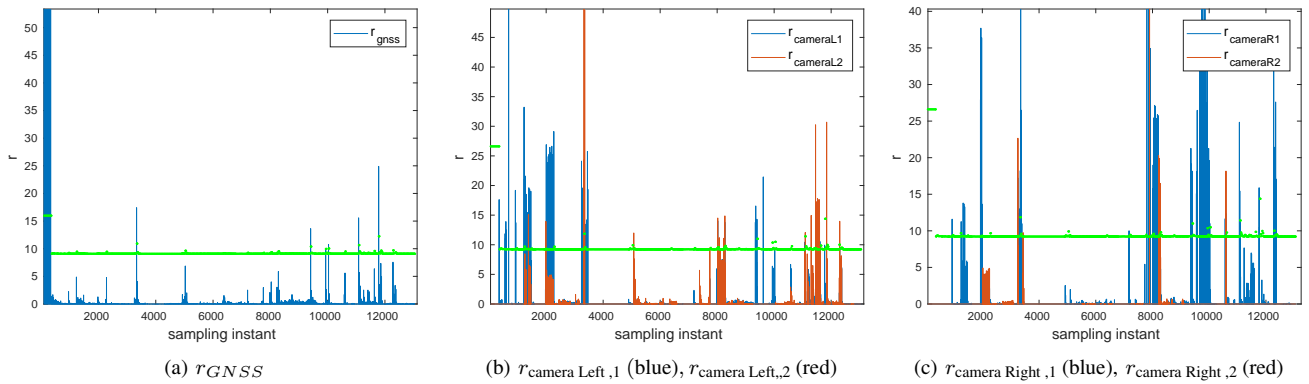 50
45
40
35
30
25
20
15
10
5
0
r
2000 4000 6000 8000 10000 12000
sampling instant
r_gnss
(a) r_GNSS
45
40
35
30
25
20
15
10
5
0
r
2000 4000 6000 8000 10000 12000
sampling instant
r_cameraL1
r_cameraL2
(b) r_camera Left ,1 (blue), r_camera Left,,2 (red)
40
35
30
25
20
15
10
5
0
r
2000 4000 6000 8000 10000 12000
sampling instant
r_cameraR1
r_cameraR2
(c) r_camera Right ,1 (blue), r_camera Right ,2 (red)